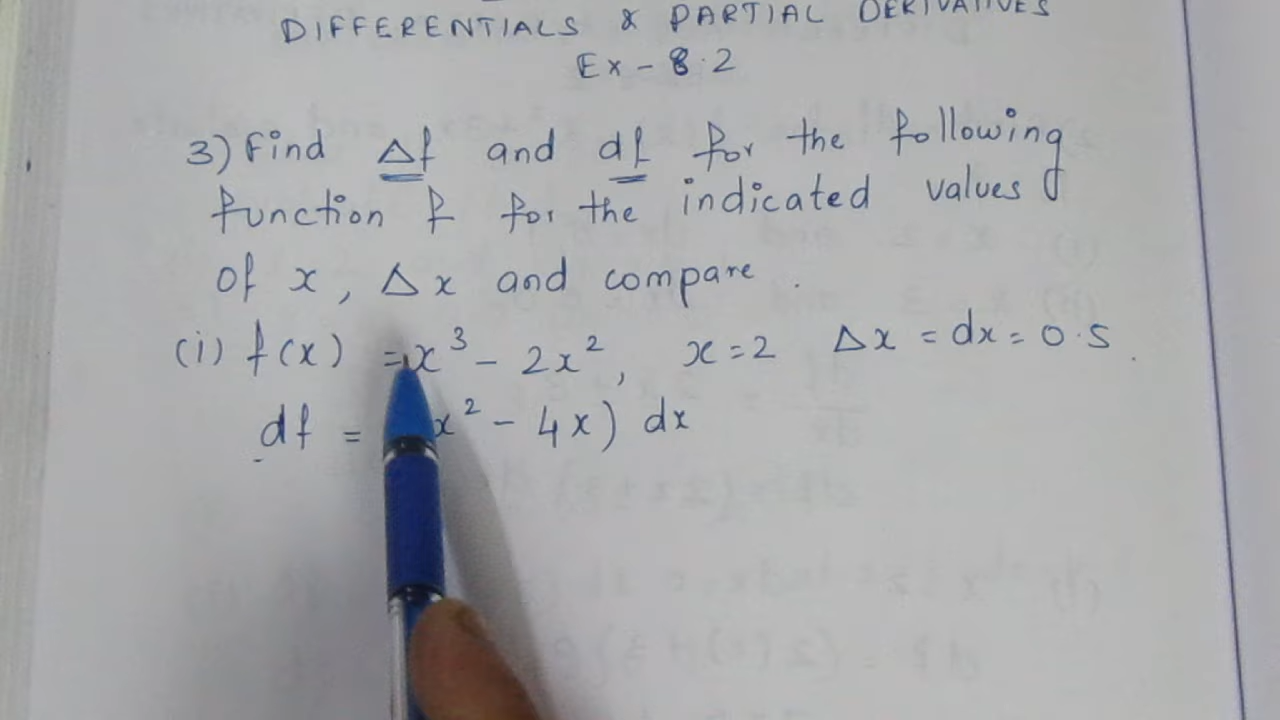 DIFFERENTIALS & PARTIAL DERIVATIVES
Ex - 8.2
3) Find Δf and df for the following
function f for the indicated values
of x, Δx and compare.
(i) f(x) = x³ - 2x², x = 2 Δx = dx = 0.5.
df = x² - 4x) dx